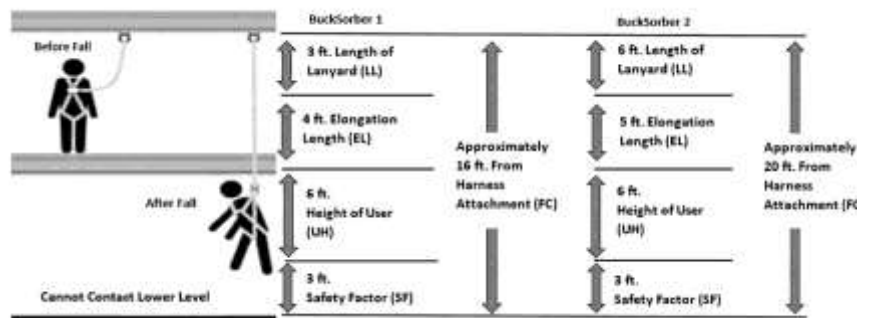 BuckSorber 1
BuckSorber 2
Before Fall
3 ft. Length of
Lanyard (LL)
6 ft. Length of
Lanyard (LL)
4 ft. Elongation
Length (EL)
5 ft. Elongation
Length (EL)
Approximately
16 ft. From
Harness
Attachment (FC)
Approximately
20 ft. From
Harness
Attachment (FC
After Fall
6 ft.
Height of User
(UH)
6 ft.
Height of User
(UH)
Cannot Contact Lower Level
3 ft.
Safety Factor (SF)
3 ft.
Safety Factor (SF)